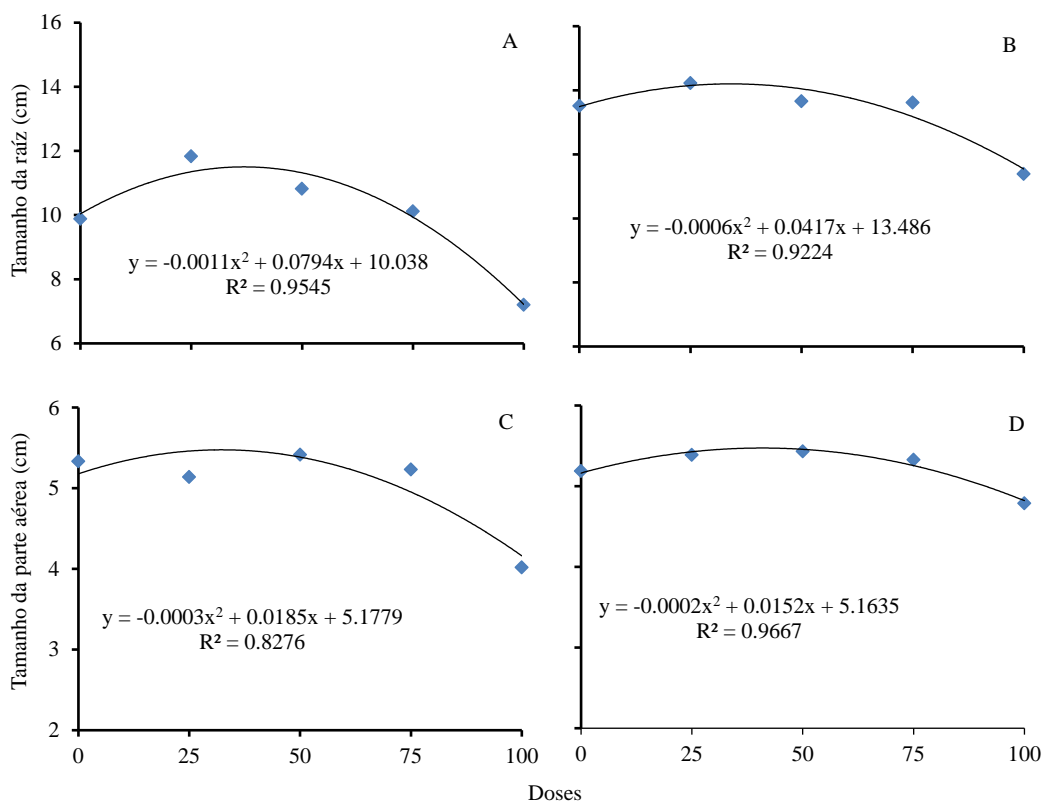 16
14
12
10
8
6
Tamanho da raíz (cm)
A
y = -0.0011x² + 0.0794x + 10.038
R² = 0.9545
B
y = -0.0006x² + 0.0417x + 13.486
R² = 0.9224
6
5
4
3
2
Tamanho da parte aérea (cm)
C
y = -0.0003x² + 0.0185x + 5.1779
R² = 0.8276
0 25 50 75 100
D
y = -0.0002x² + 0.0152x + 5.1635
R² = 0.9667
0 25 50 75 100
Doses